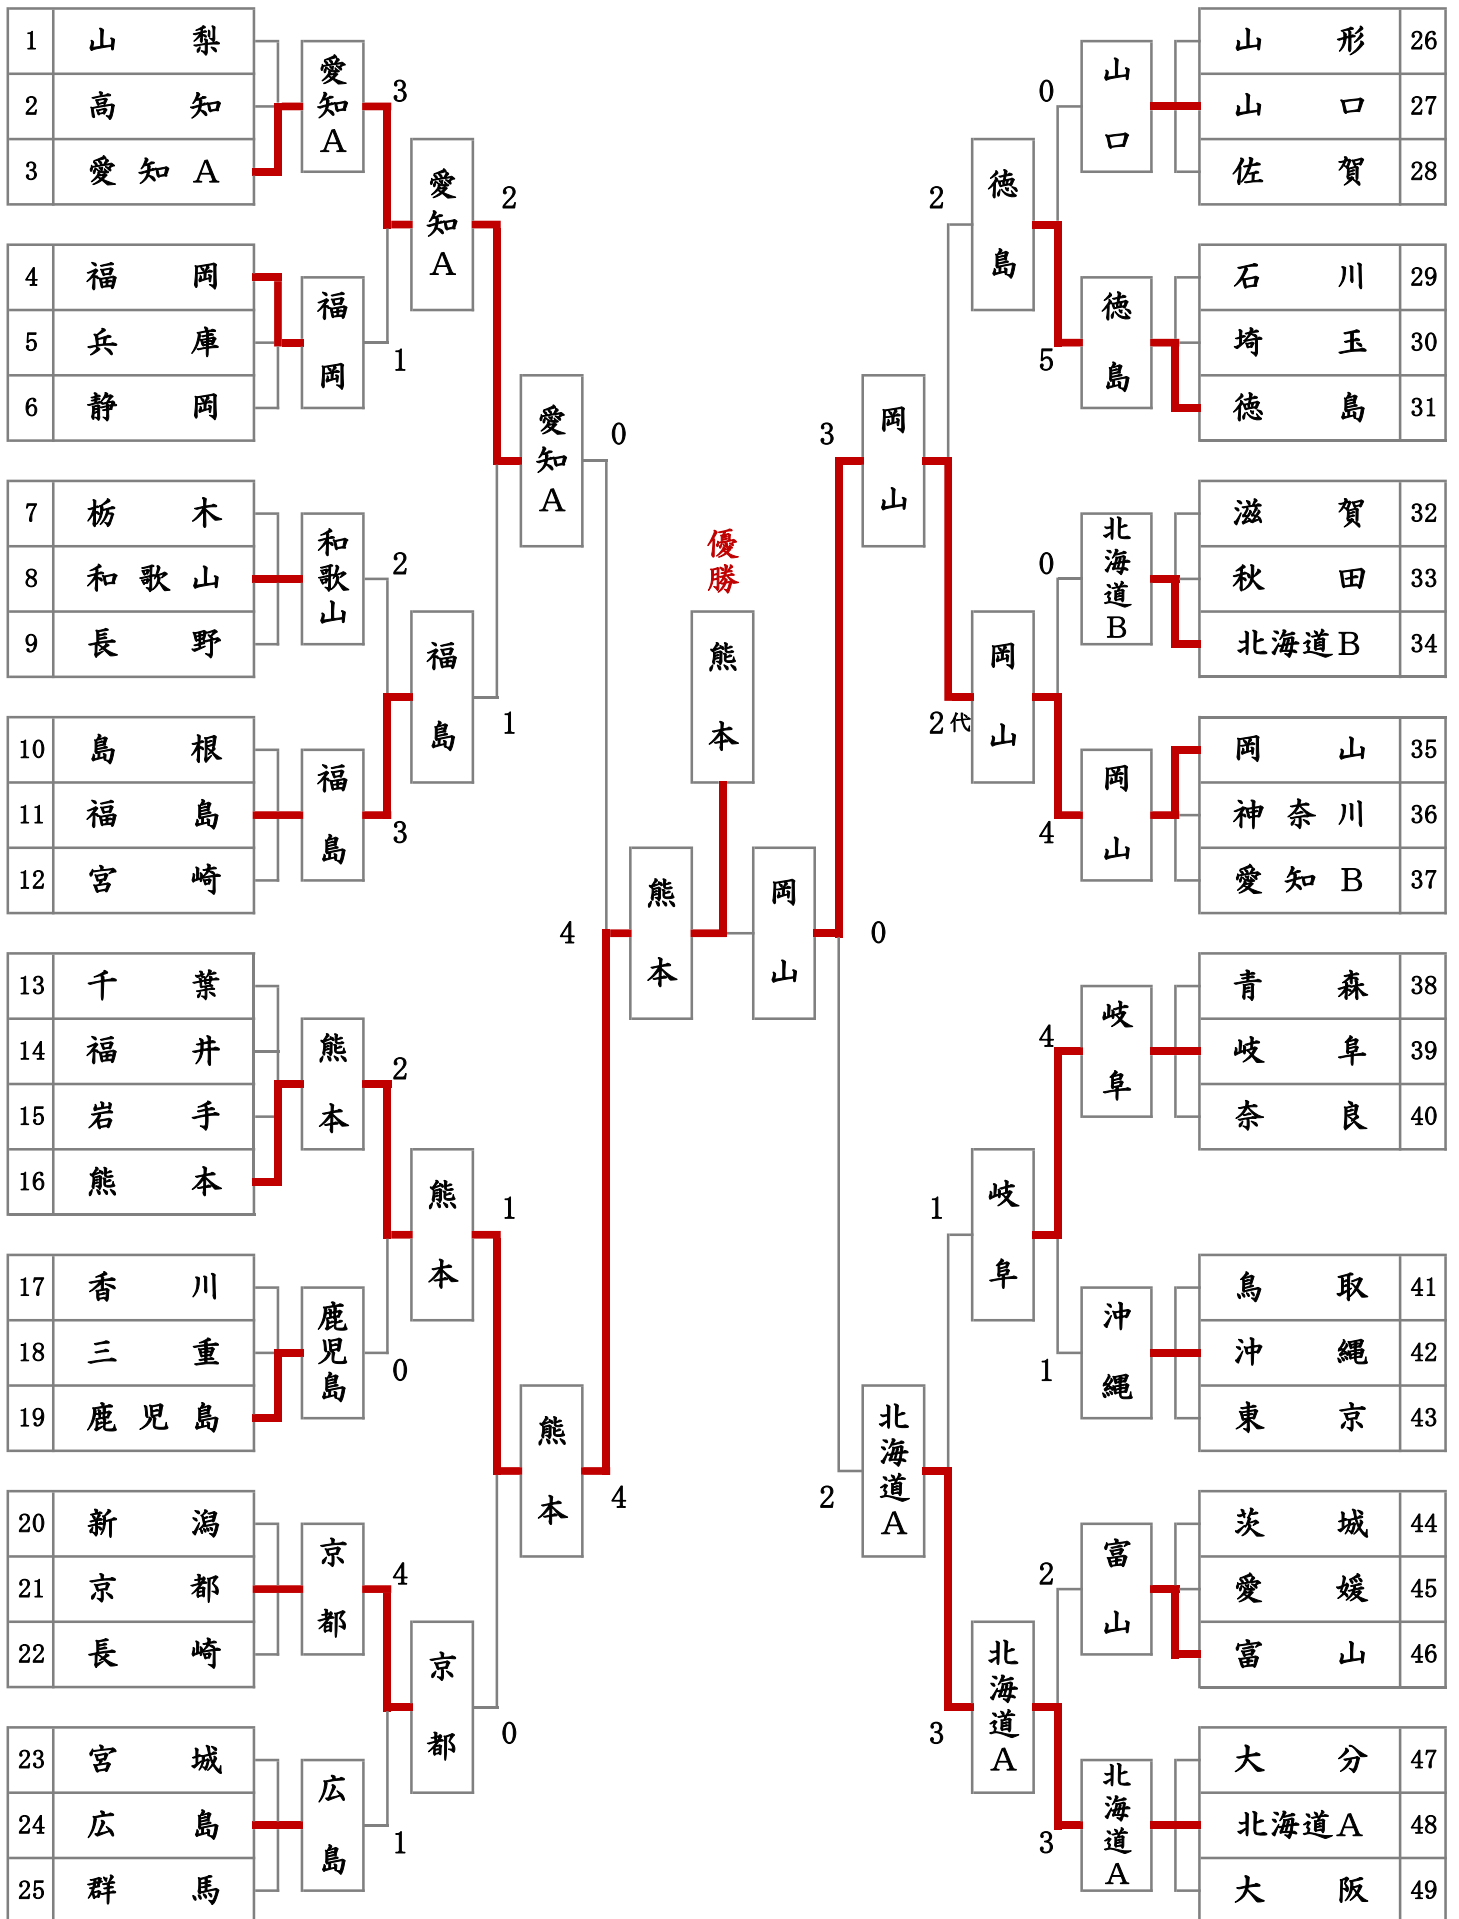 1 山梨
2 高知
3 愛知A
4 福岡
5 兵庫
6 静岡
7 栃木
8 和歌山
9 長野
10 島根
11 福島
12 宮崎
13 千葉
14 福井
15 岩手
16 熊本
17 香川
18 三重
19 鹿児島
20 新潟
21 京都
22 長崎
23 宮城
24 広島
25 群馬
愛知A
3
福岡
1
和歌山
2
福島
3
熊本
2
鹿児島
0
京都
4
広島
1
愛知A
2
福島
1
熊本
1
京都
0
愛知A
0
熊本
4
熊本
4
優勝
熊本
岡山
0
岡山
3
北海道A
2
徳島
2
岡山
2代
岐阜
1
北海道A
3
山口
0
徳島
5
北海道B
0
岡山
4
岐阜
4
沖縄
1
富山
2
北海道A
3
山形 26
山口 27
佐賀 28
石川 29
埼玉 30
徳島 31
滋賀 32
秋田 33
北海道B 34
岡山 35
神奈川 36
愛知B 37
青森 38
岐阜 39
奈良 40
鳥取 41
沖縄 42
東京 43
茨城 44
愛媛 45
富山 46
大分 47
北海道A 48
大阪 49